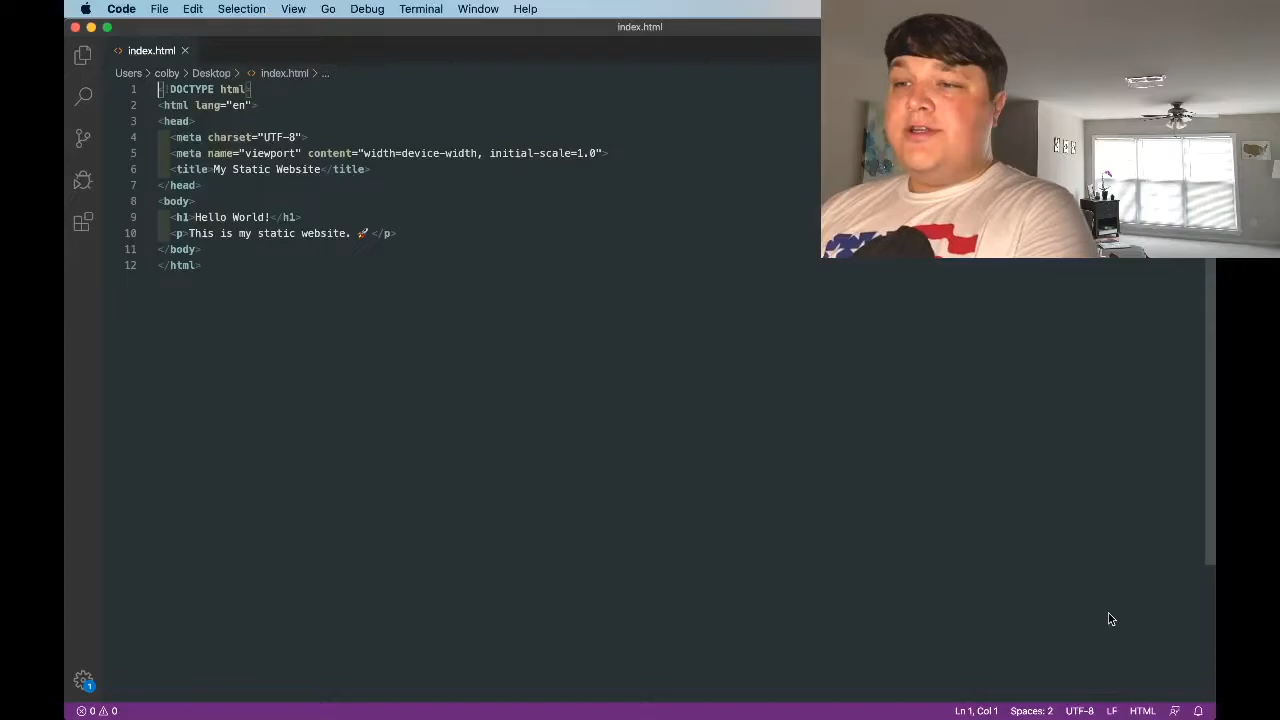 Code File Edit Selection View Go Debug Terminal Window Help
index.html
index.html
Users > colby > Desktop > index.html > ...
1 <!DOCTYPE html>
2 <html lang="en">
3 <head>
4 <meta charset="UTF-8">
5 <meta name="viewport" content="width=device-width, initial-scale=1.0">
6 <title>My Static Website</title>
7 </head>
8 <body>
9 <h1>Hello World!</h1>
10 <p>This is my static website. 🚀 </p>
11 </body>
12 </html>
1
0 0 Ln 1, Col 1 Spaces: 2 UTF-8 LF HTML